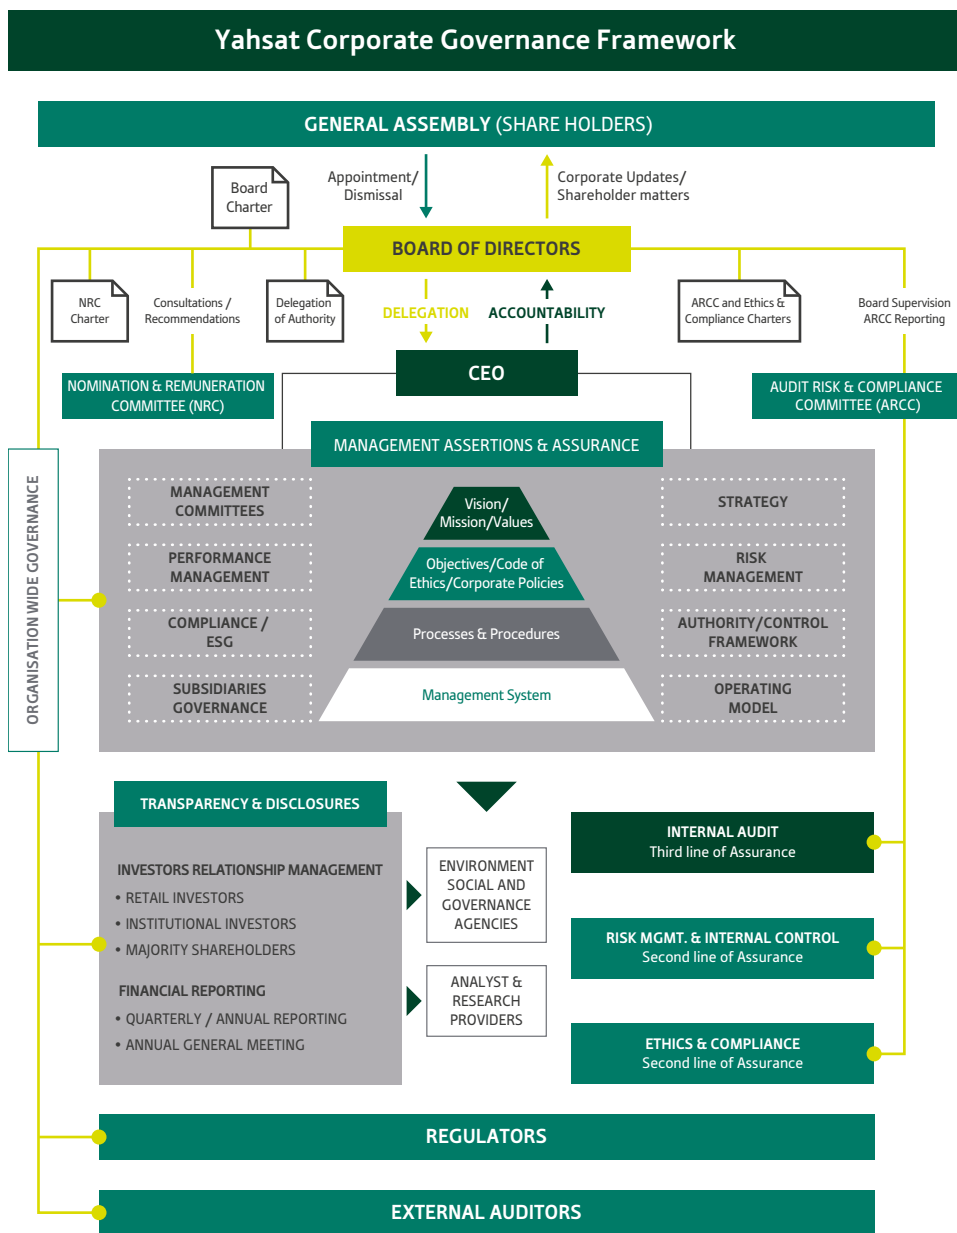 Yahsat Corporate Governance Framework
GENERAL ASSEMBLY (SHARE HOLDERS)
Appointment/
Dismissal
Corporate Updates/
Shareholder matters
Board
Charter
BOARD OF DIRECTORS
NRC
Charter
Consultations /
Recommendations
Delegation
of Authority
DELEGATION
ACCOUNTABILITY
ARCC and Ethics &
Compliance Charters
Board Supervision
ARCC Reporting
CEO
NOMINATION & REMUNERATION
COMMITTEE (NRC)
AUDIT RISK & COMPLIANCE
COMMITTEE (ARCC)
MANAGEMENT ASSERTIONS & ASSURANCE
ORGANISATION WIDE GOVERNANCE
MANAGEMENT
COMMITTEES
PERFORMANCE
MANAGEMENT
COMPLIANCE /
ESG
SUBSIDIARIES
GOVERNANCE
Vision/
Mission/Values
Objectives/Code of
Ethics/Corporate Policies
Processes & Procedures
Management System
STRATEGY
RISK
MANAGEMENT
AUTHORITY/CONTROL
FRAMEWORK
OPERATING
MODEL
TRANSPARENCY & DISCLOSURES
INVESTORS RELATIONSHIP MANAGEMENT
• RETAIL INVESTORS
• INSTITUTIONAL INVESTORS
• MAJORITY SHAREHOLDERS
FINANCIAL REPORTING
• QUARTERLY / ANNUAL REPORTING
• ANNUAL GENERAL MEETING
ENVIRONMENT
SOCIAL AND
GOVERNANCE
AGENCIES
ANALYST &
RESEARCH
PROVIDERS
INTERNAL AUDIT
Third line of Assurance
RISK MGMT. & INTERNAL CONTROL
Second line of Assurance
ETHICS & COMPLIANCE
Second line of Assurance
REGULATORS
EXTERNAL AUDITORS